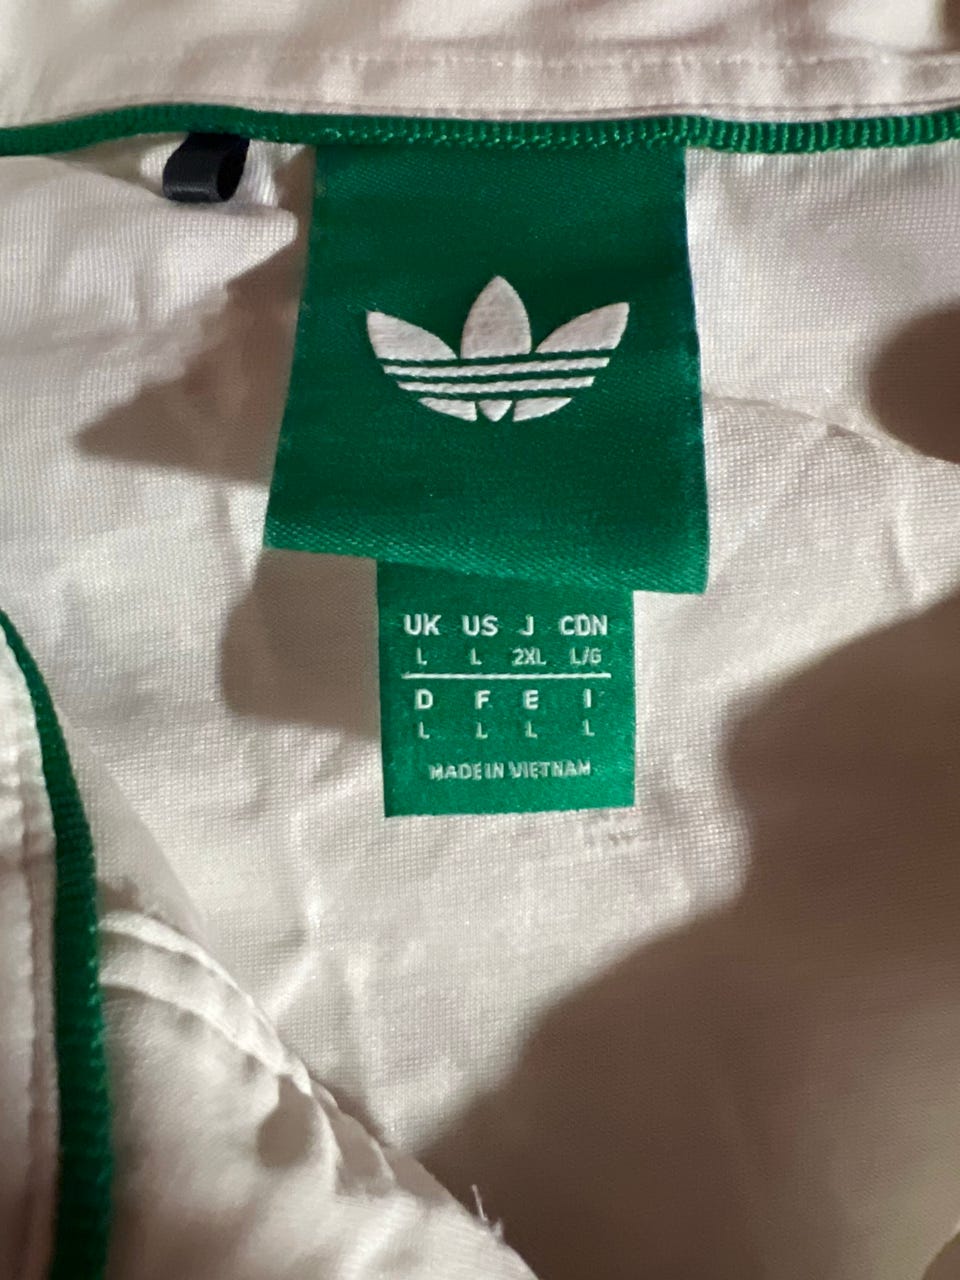 UK US J CDN
L L 2XL L/G
D F E I
L L L L
MADE IN VIETNAM